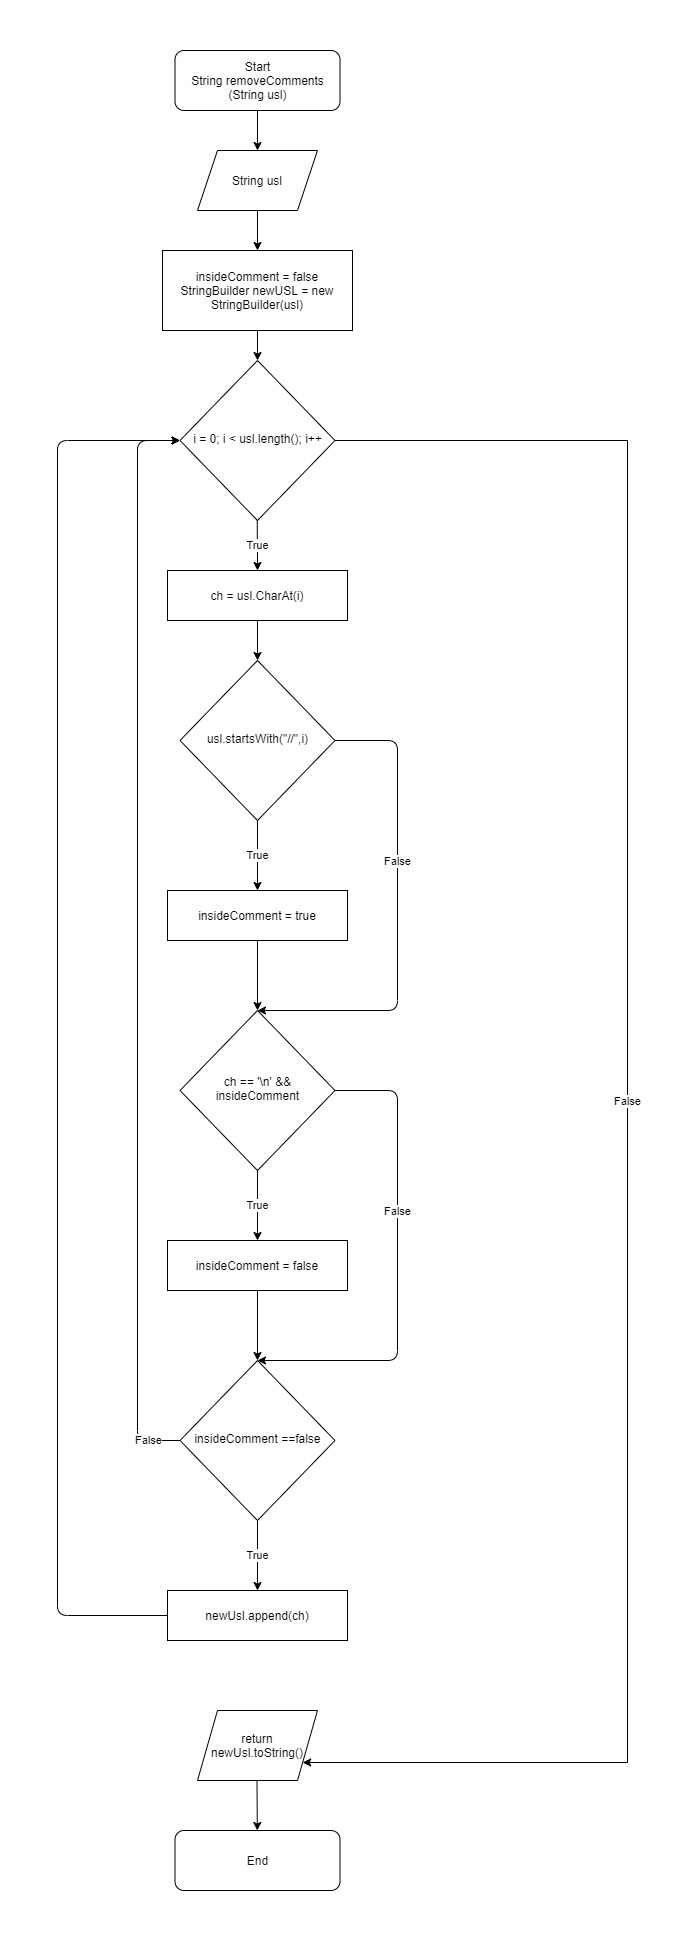 Start
String removeComments
(String usl)
String usl
insideComment = false
StringBuilder newUSL = new
StringBuilder(usl)
i = 0; i < usl.length(); i++
True
ch = usl.CharAt(i)
usl.startsWith("//",i)
True
False
insideComment = true
ch == '\n' &&
insideComment
False
True
False
insideComment = false
insideComment ==false
False
True
newUsl.append(ch)
return
newUsl.toString()
End